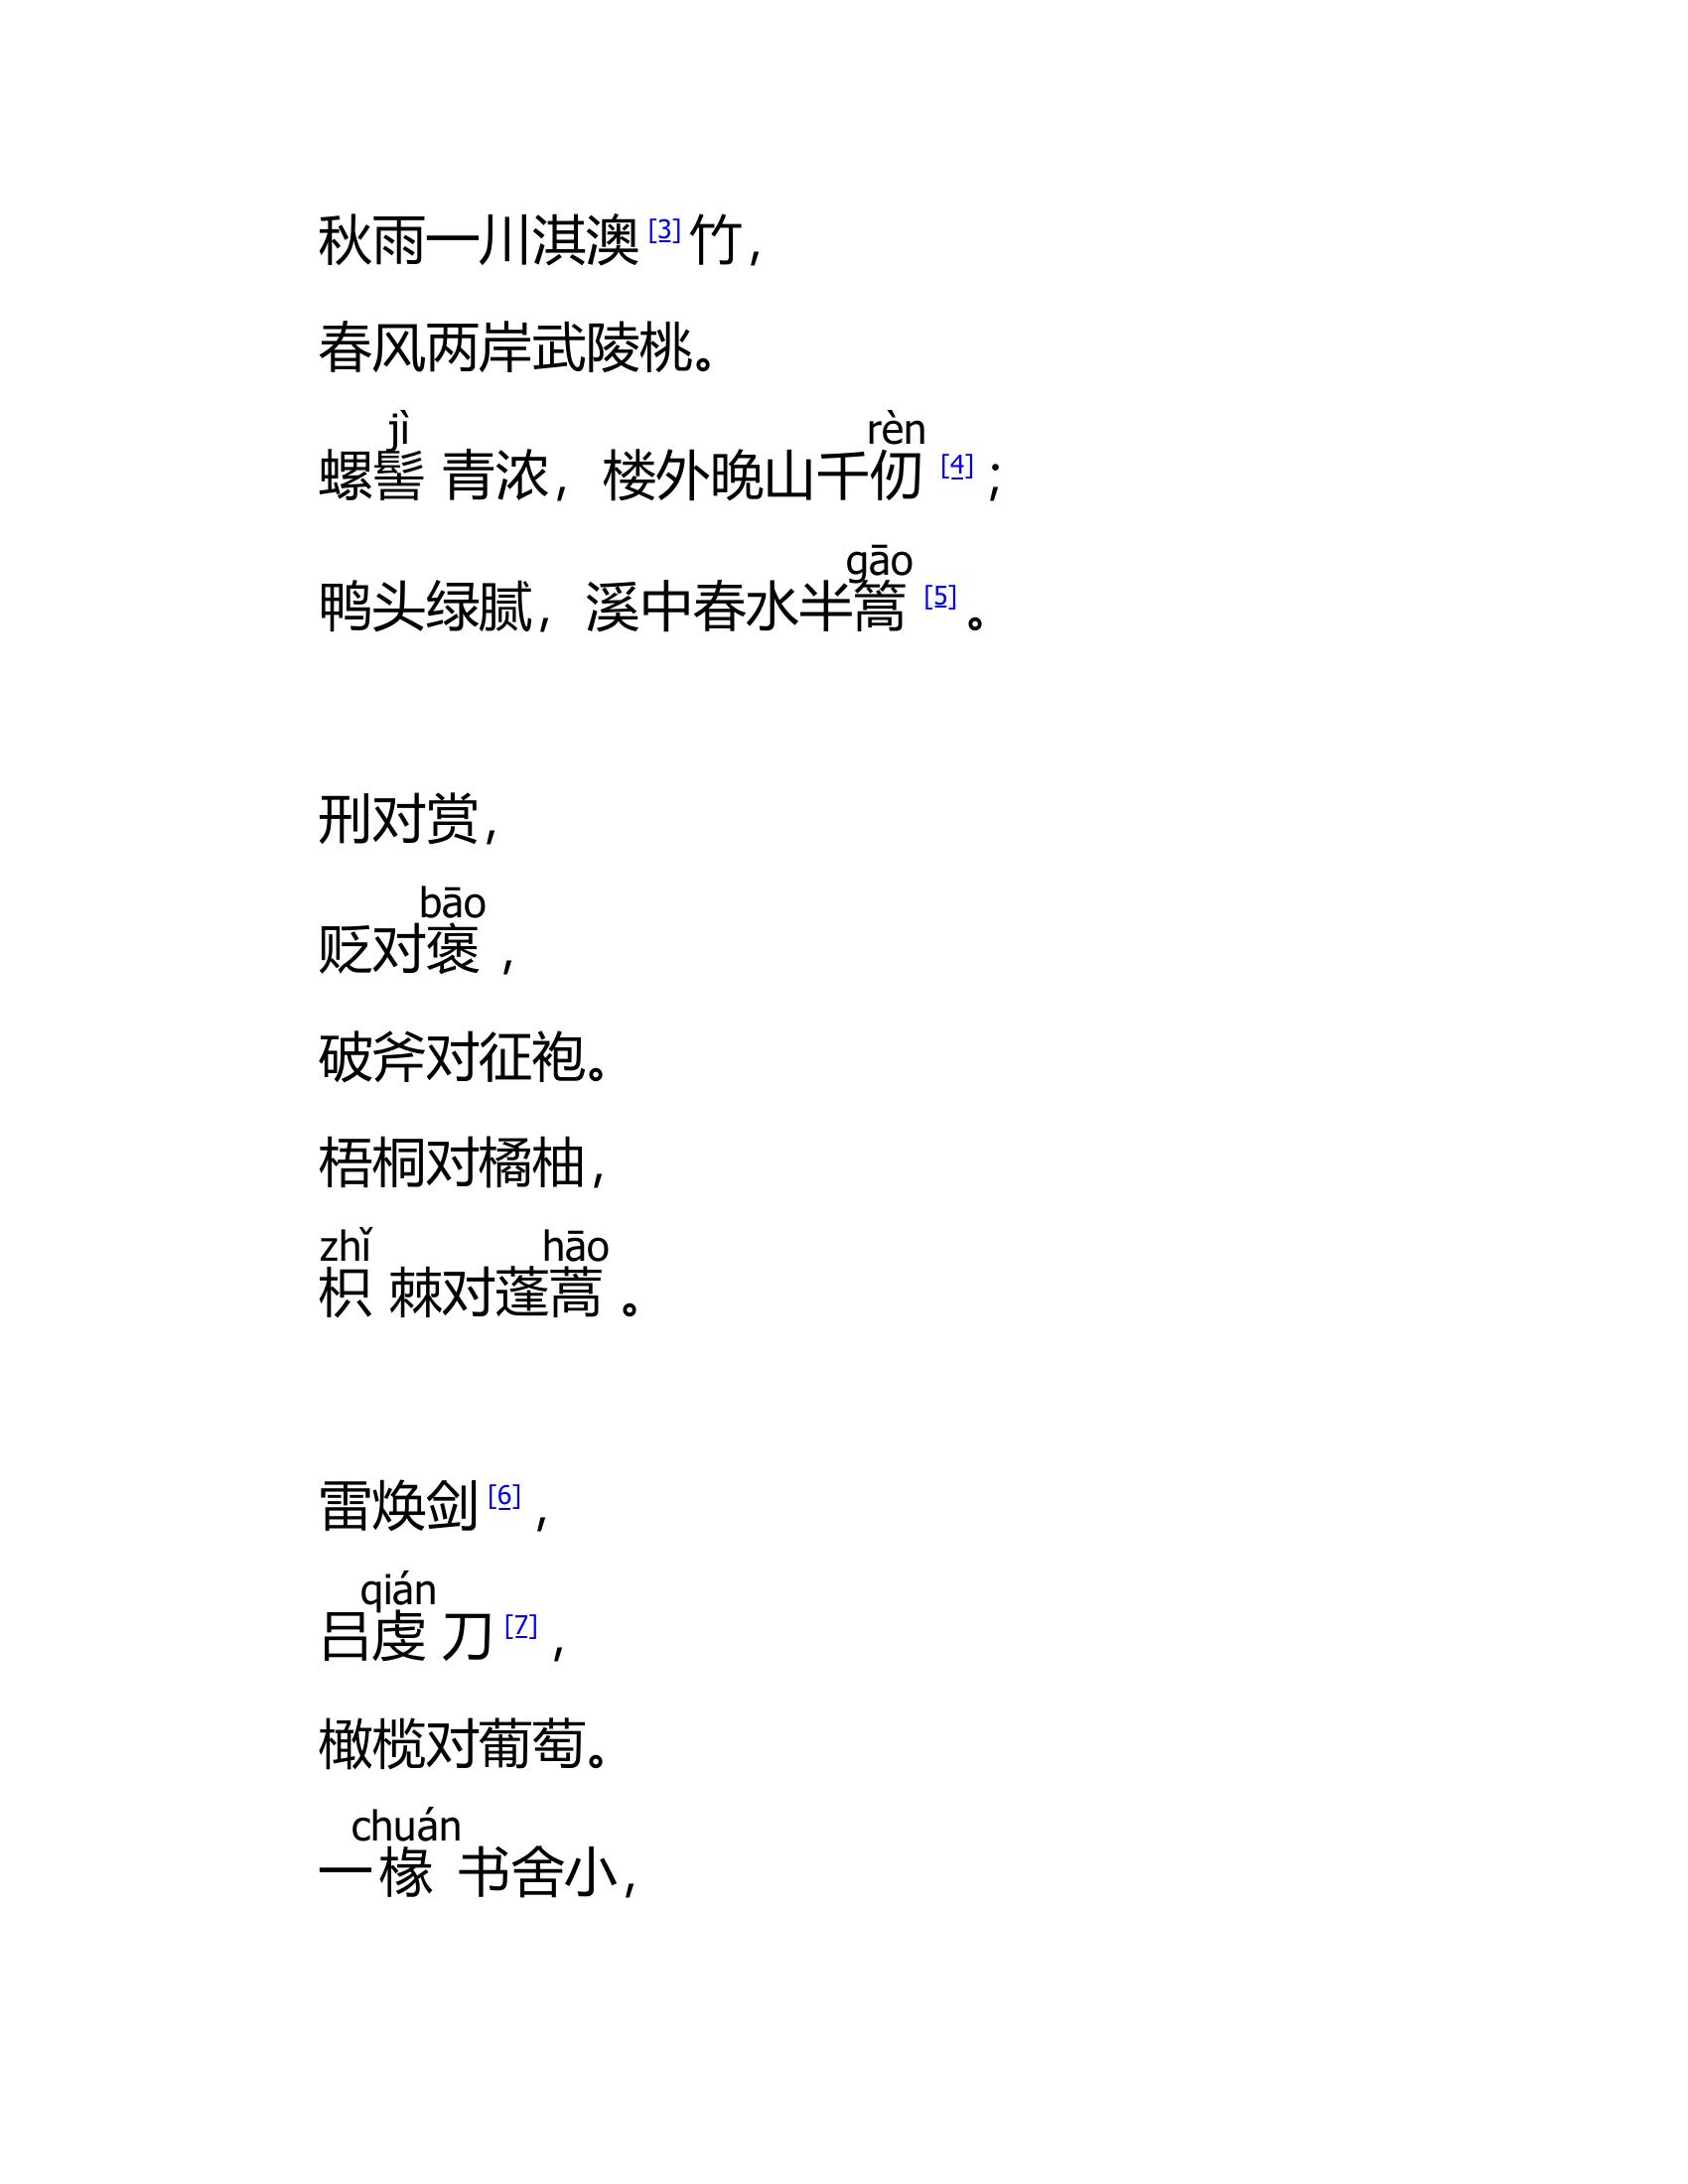 秋雨一川淇澳[3]竹，
春风两岸武陵桃。
jì rèn
螺髻 青浓，楼外晚山千仞 [4]；
gāo
鸭头绿腻，溪中春水半篙 [5]。
刑对赏，
bāo
贬对褒 ，
破斧对征袍。
梧桐对橘柚，
zhǐ hāo
枳 棘对蓬蒿 。
雷焕剑[6]，
qián
吕虔 刀[7]，
橄榄对葡萄。
chuán
一椽 书舍小，